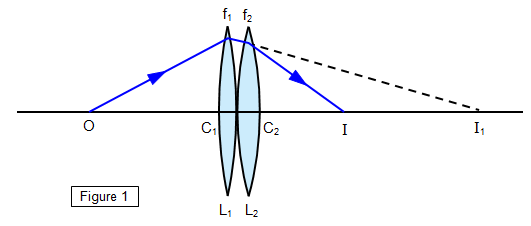 f₁ f₂
O C₁ C₂ I I₁
Figure 1
L₁ L₂